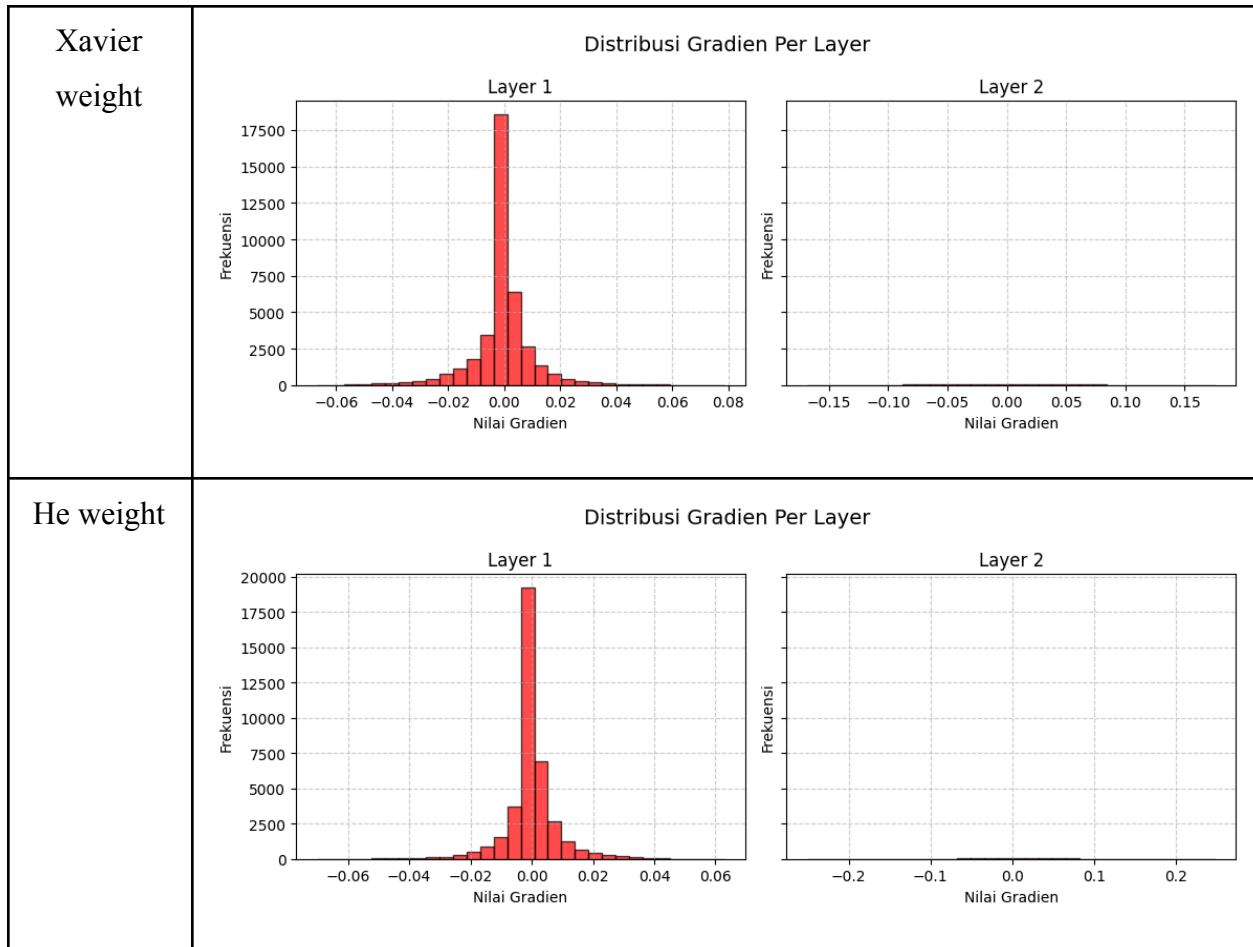 Xavier
weight
Distribusi Gradien Per Layer
Layer 1
Layer 2
17500
15000
12500
10000
7500
5000
2500
0
Frekuensi
Frekuensi
−0.06 −0.04 −0.02 0.00 0.02 0.04 0.06 0.08
−0.15 −0.10 −0.05 0.00 0.05 0.10 0.15
Nilai Gradien
Nilai Gradien
He weight
Distribusi Gradien Per Layer
Layer 1
Layer 2
20000
17500
15000
12500
10000
7500
5000
2500
0
Frekuensi
Frekuensi
−0.06 −0.04 −0.02 0.00 0.02 0.04 0.06
−0.2 −0.1 0.0 0.1 0.2
Nilai Gradien
Nilai Gradien